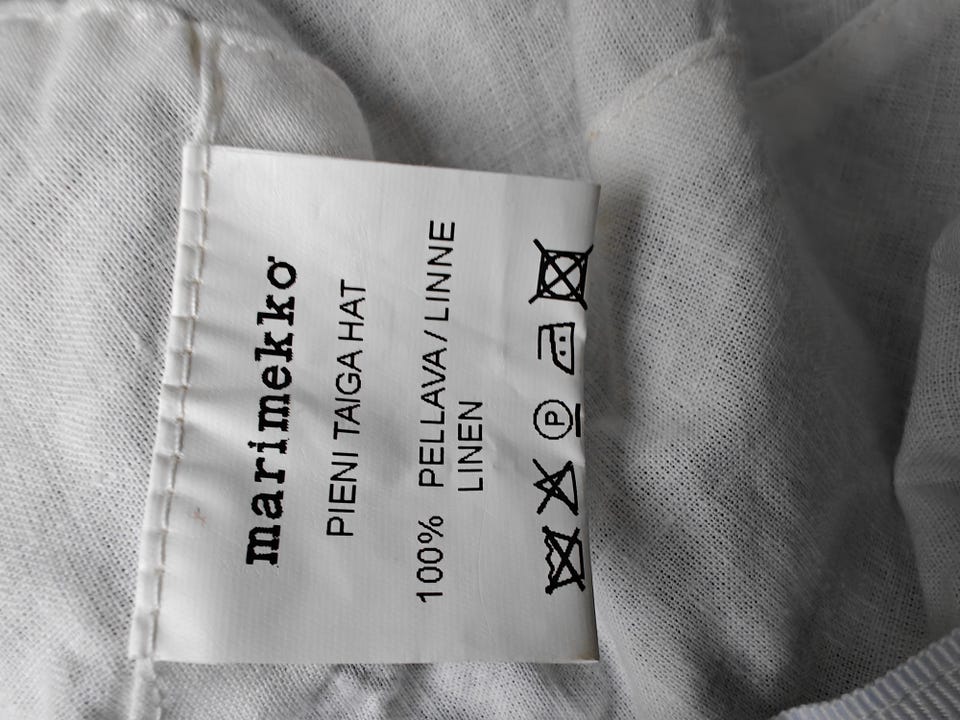 marimekko
PIENI TAIGA HAT
100% PELLAVA / LINNE
LINEN
P